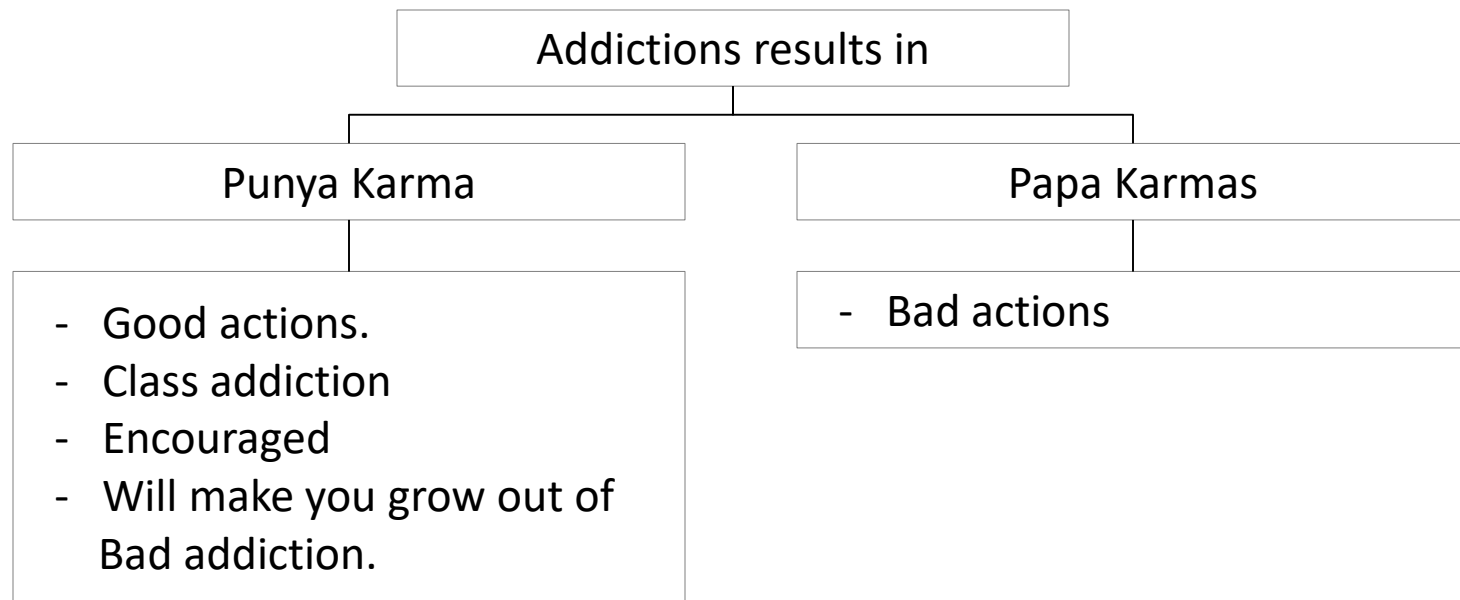 Addictions results in
Punya Karma
- Good actions.
- Class addiction
- Encouraged
- Will make you grow out of
Bad addiction.
Papa Karmas
- Bad actions